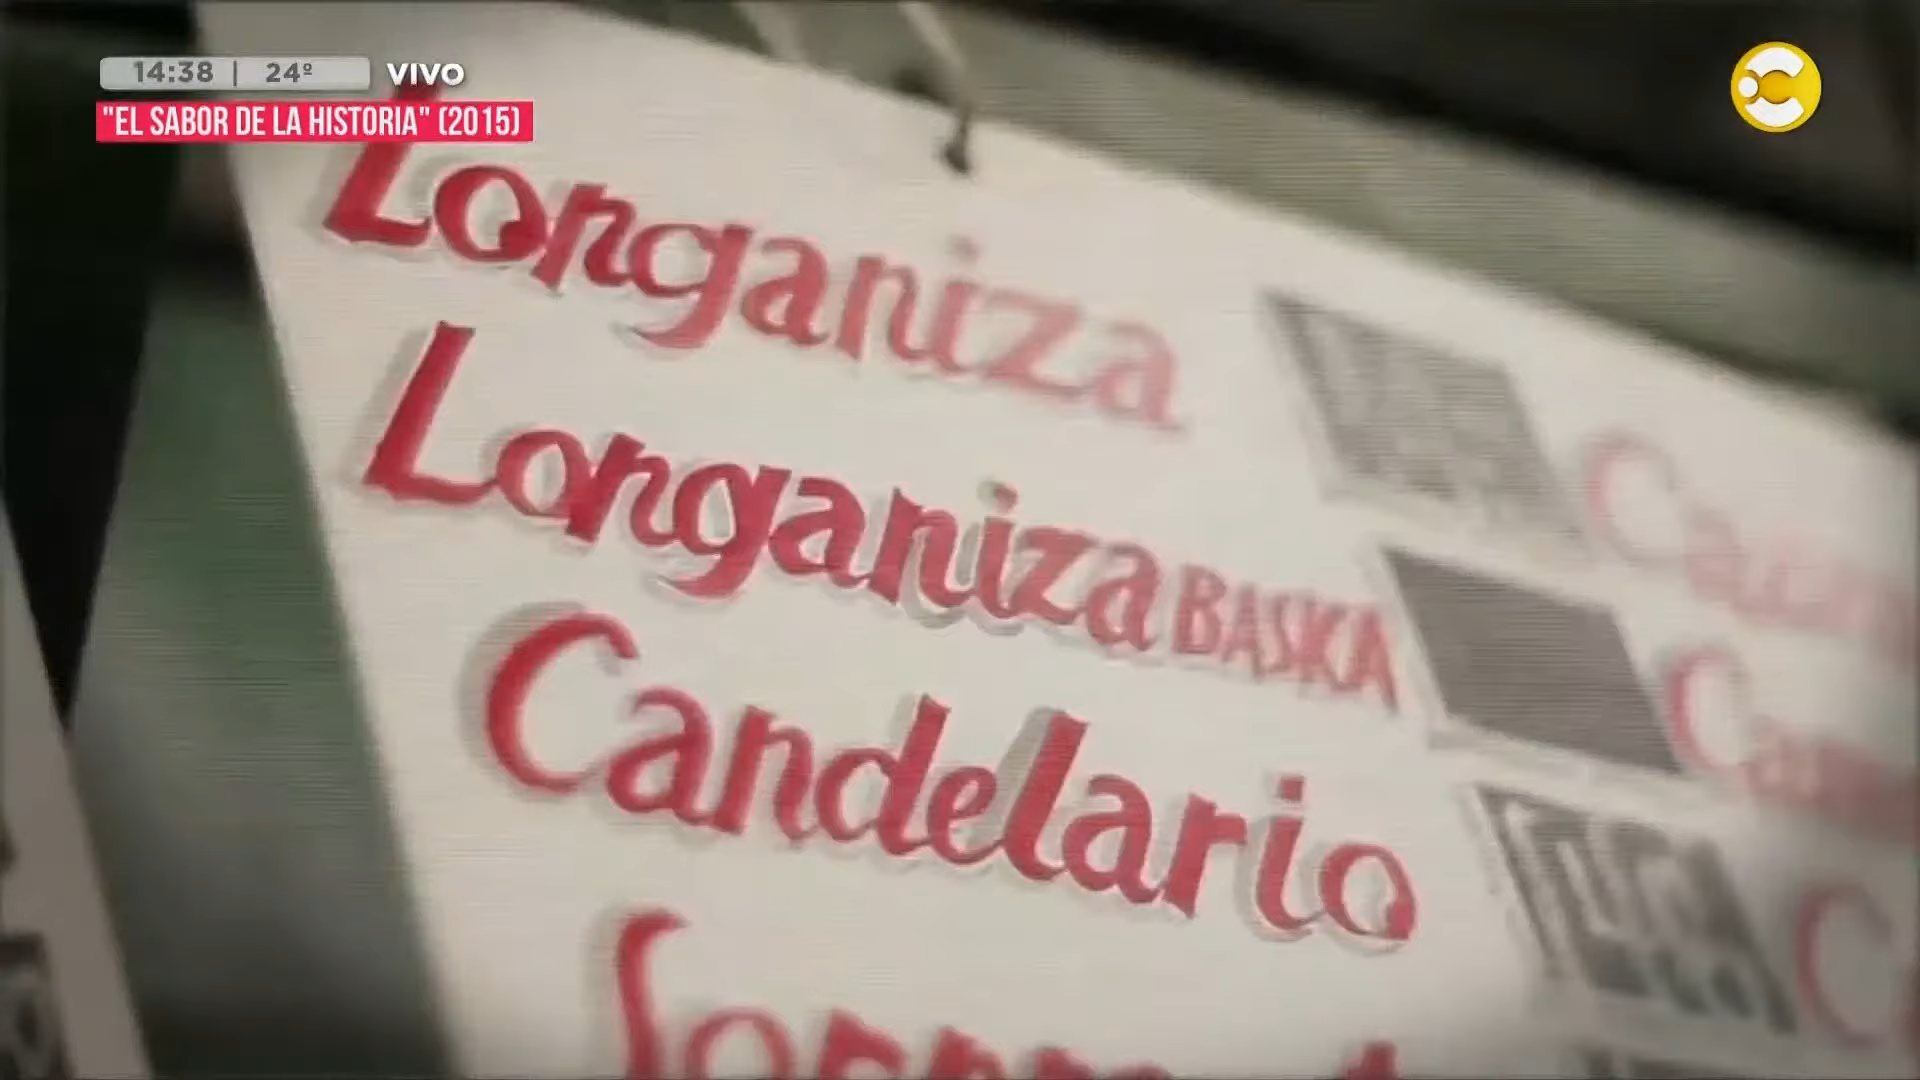 14:38 | 24º VIVO
"EL SABOR DE LA HISTORIA" (2015)
Longaniza
Longaniza BASKA
Candelario